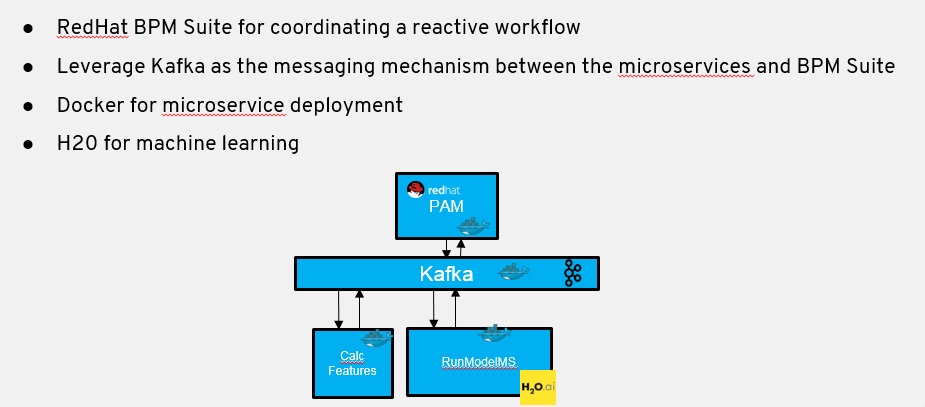 ● RedHat BPM Suite for coordinating a reactive workflow
● Leverage Kafka as the messaging mechanism between the microservices and BPM Suite
● Docker for microservice deployment
● H20 for machine learning
redhat.
PAM
Kafka
Calc
Features
RunModelMS
H₂O.ai